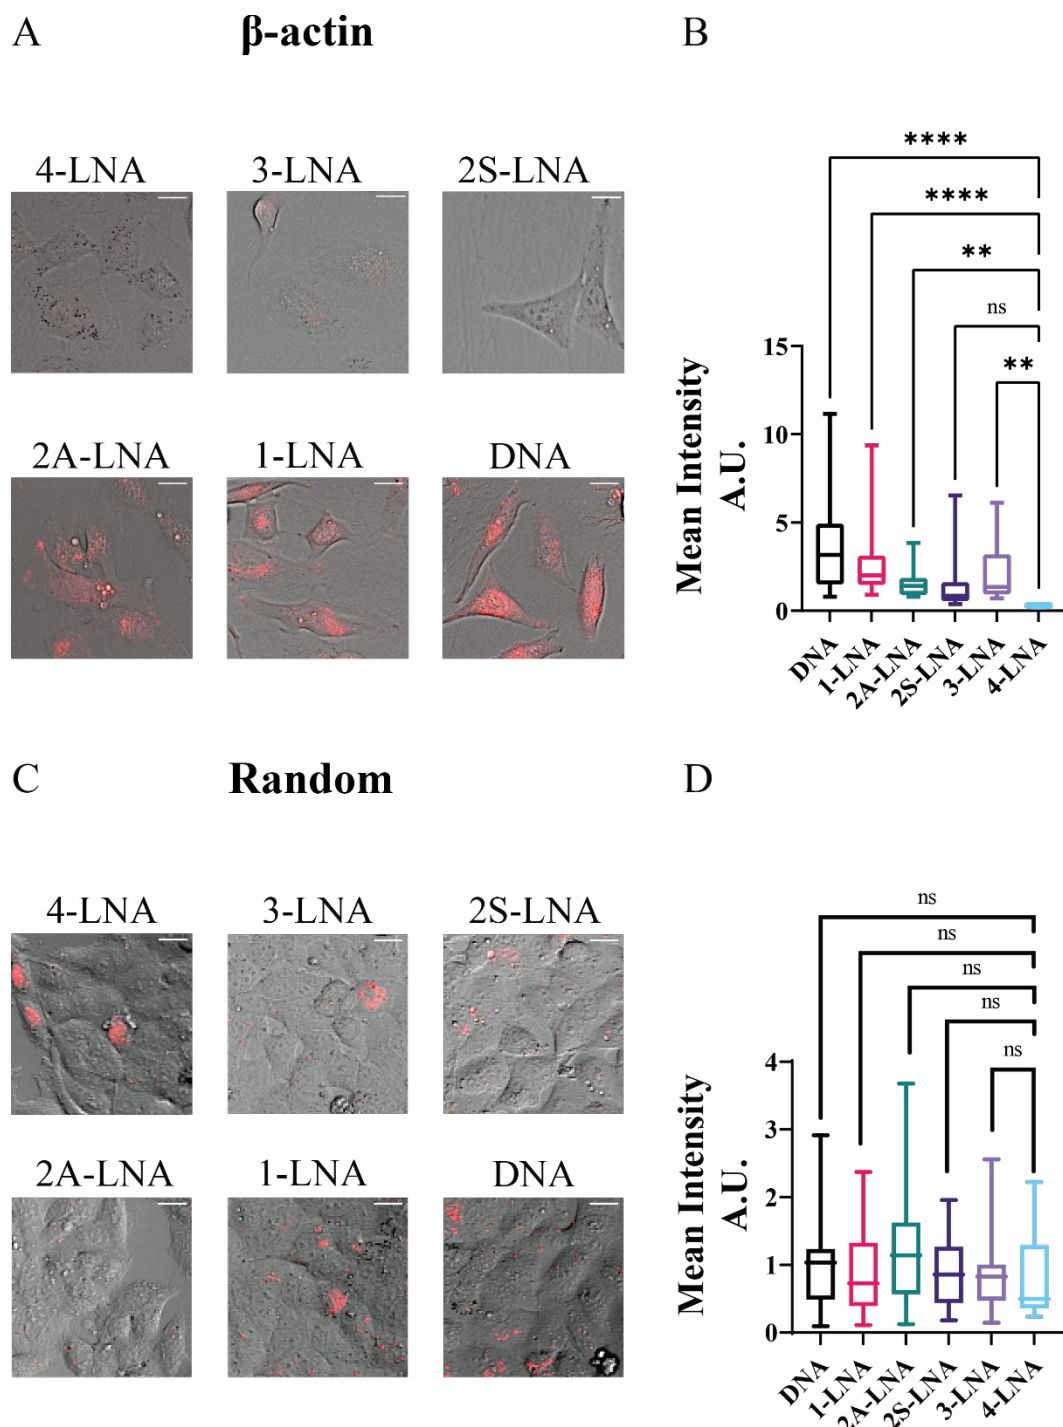 A
β-actin
4-LNA
3-LNA
2S-LNA
2A-LNA
1-LNA
DNA
B
****
****
**
ns
**
15
10
5
0
Mean Intensity
A.U.
DNA
1-LNA
2A-LNA
2S-LNA
3-LNA
4-LNA
C
Random
4-LNA
3-LNA
2S-LNA
2A-LNA
1-LNA
DNA
D
ns
ns
ns
ns
ns
4
3
2
1
0
Mean Intensity
A.U.
DNA
1-LNA
2A-LNA
2S-LNA
3-LNA
4-LNA